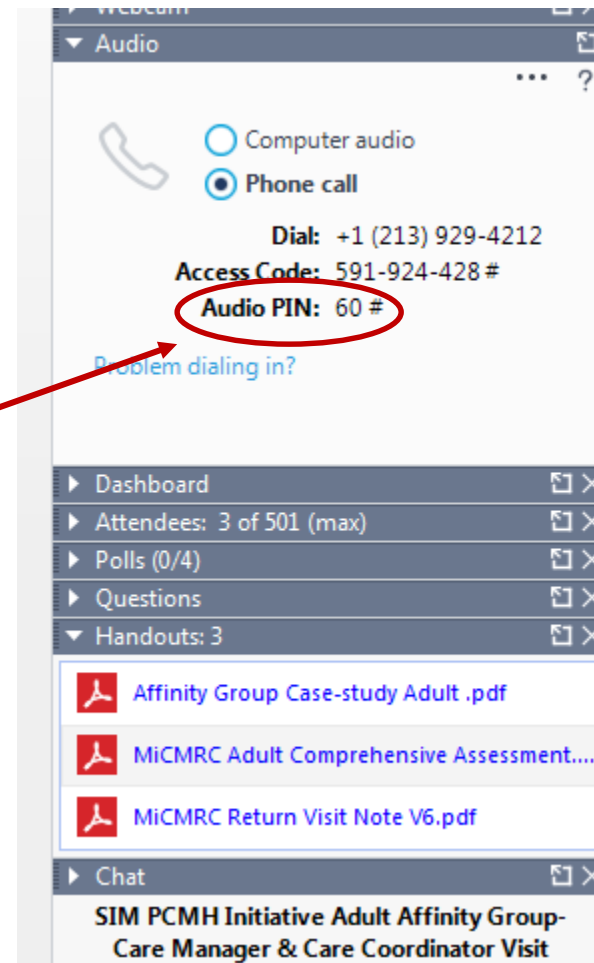 Webcam
Audio
... ?
Computer audio
Phone call
Dial: +1 (213) 929-4212
Access Code: 591-924-428 #
Audio PIN: 60 #
Problem dialing in?
Dashboard
Attendees: 3 of 501 (max)
Polls (0/4)
Questions
Handouts: 3
Affinity Group Case-study Adult .pdf
MiCMRC Adult Comprehensive Assessment....
MiCMRC Return Visit Note V6.pdf
Chat
SIM PCMH Initiative Adult Affinity Group-
Care Manager & Care Coordinator Visit